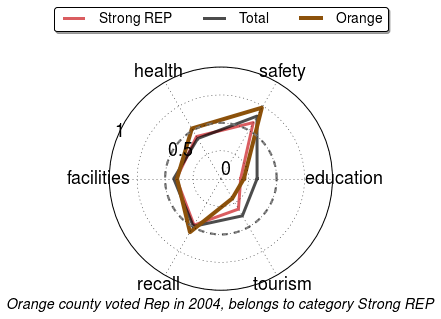 Strong REP Total Orange
health safety
1
0.5
0
facilities education
recall tourism
Orange county voted Rep in 2004, belongs to category Strong REP